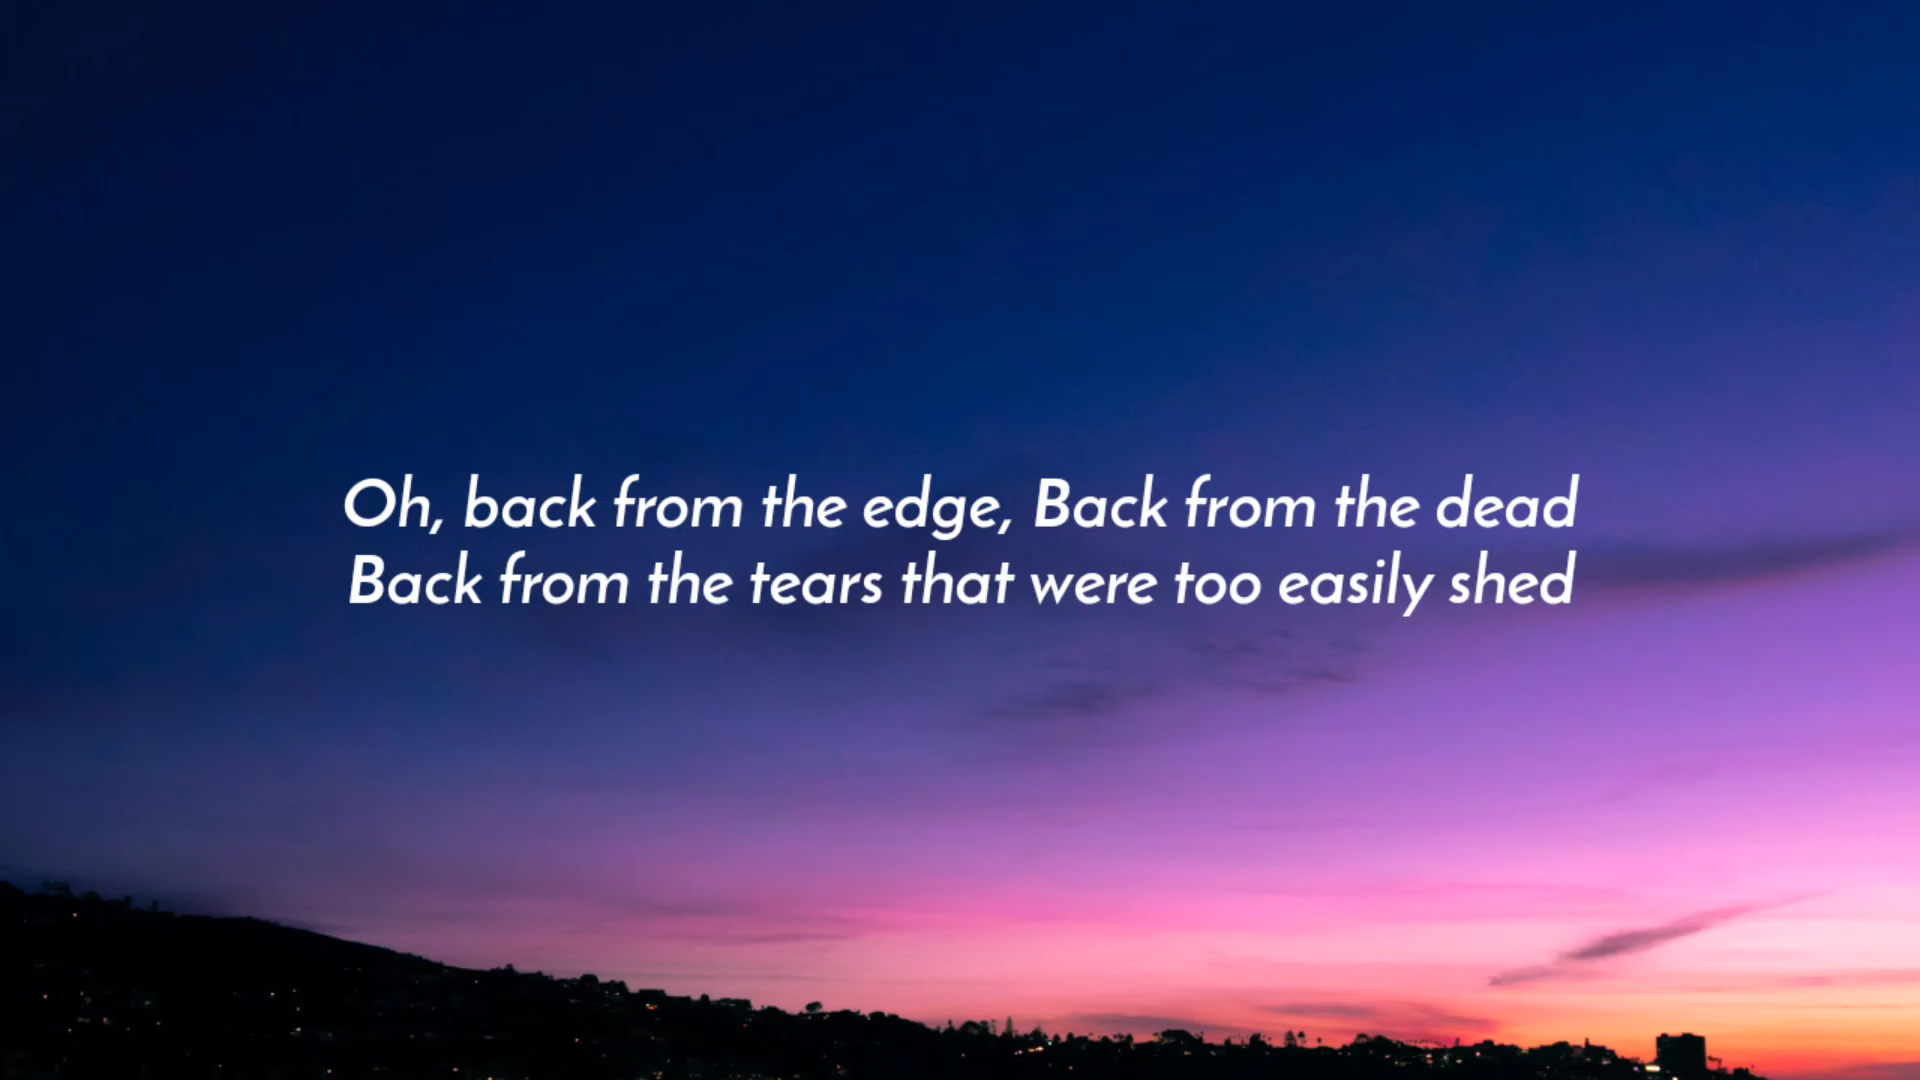 Oh, back from the edge, Back from the dead
Back from the tears that were too easily shed